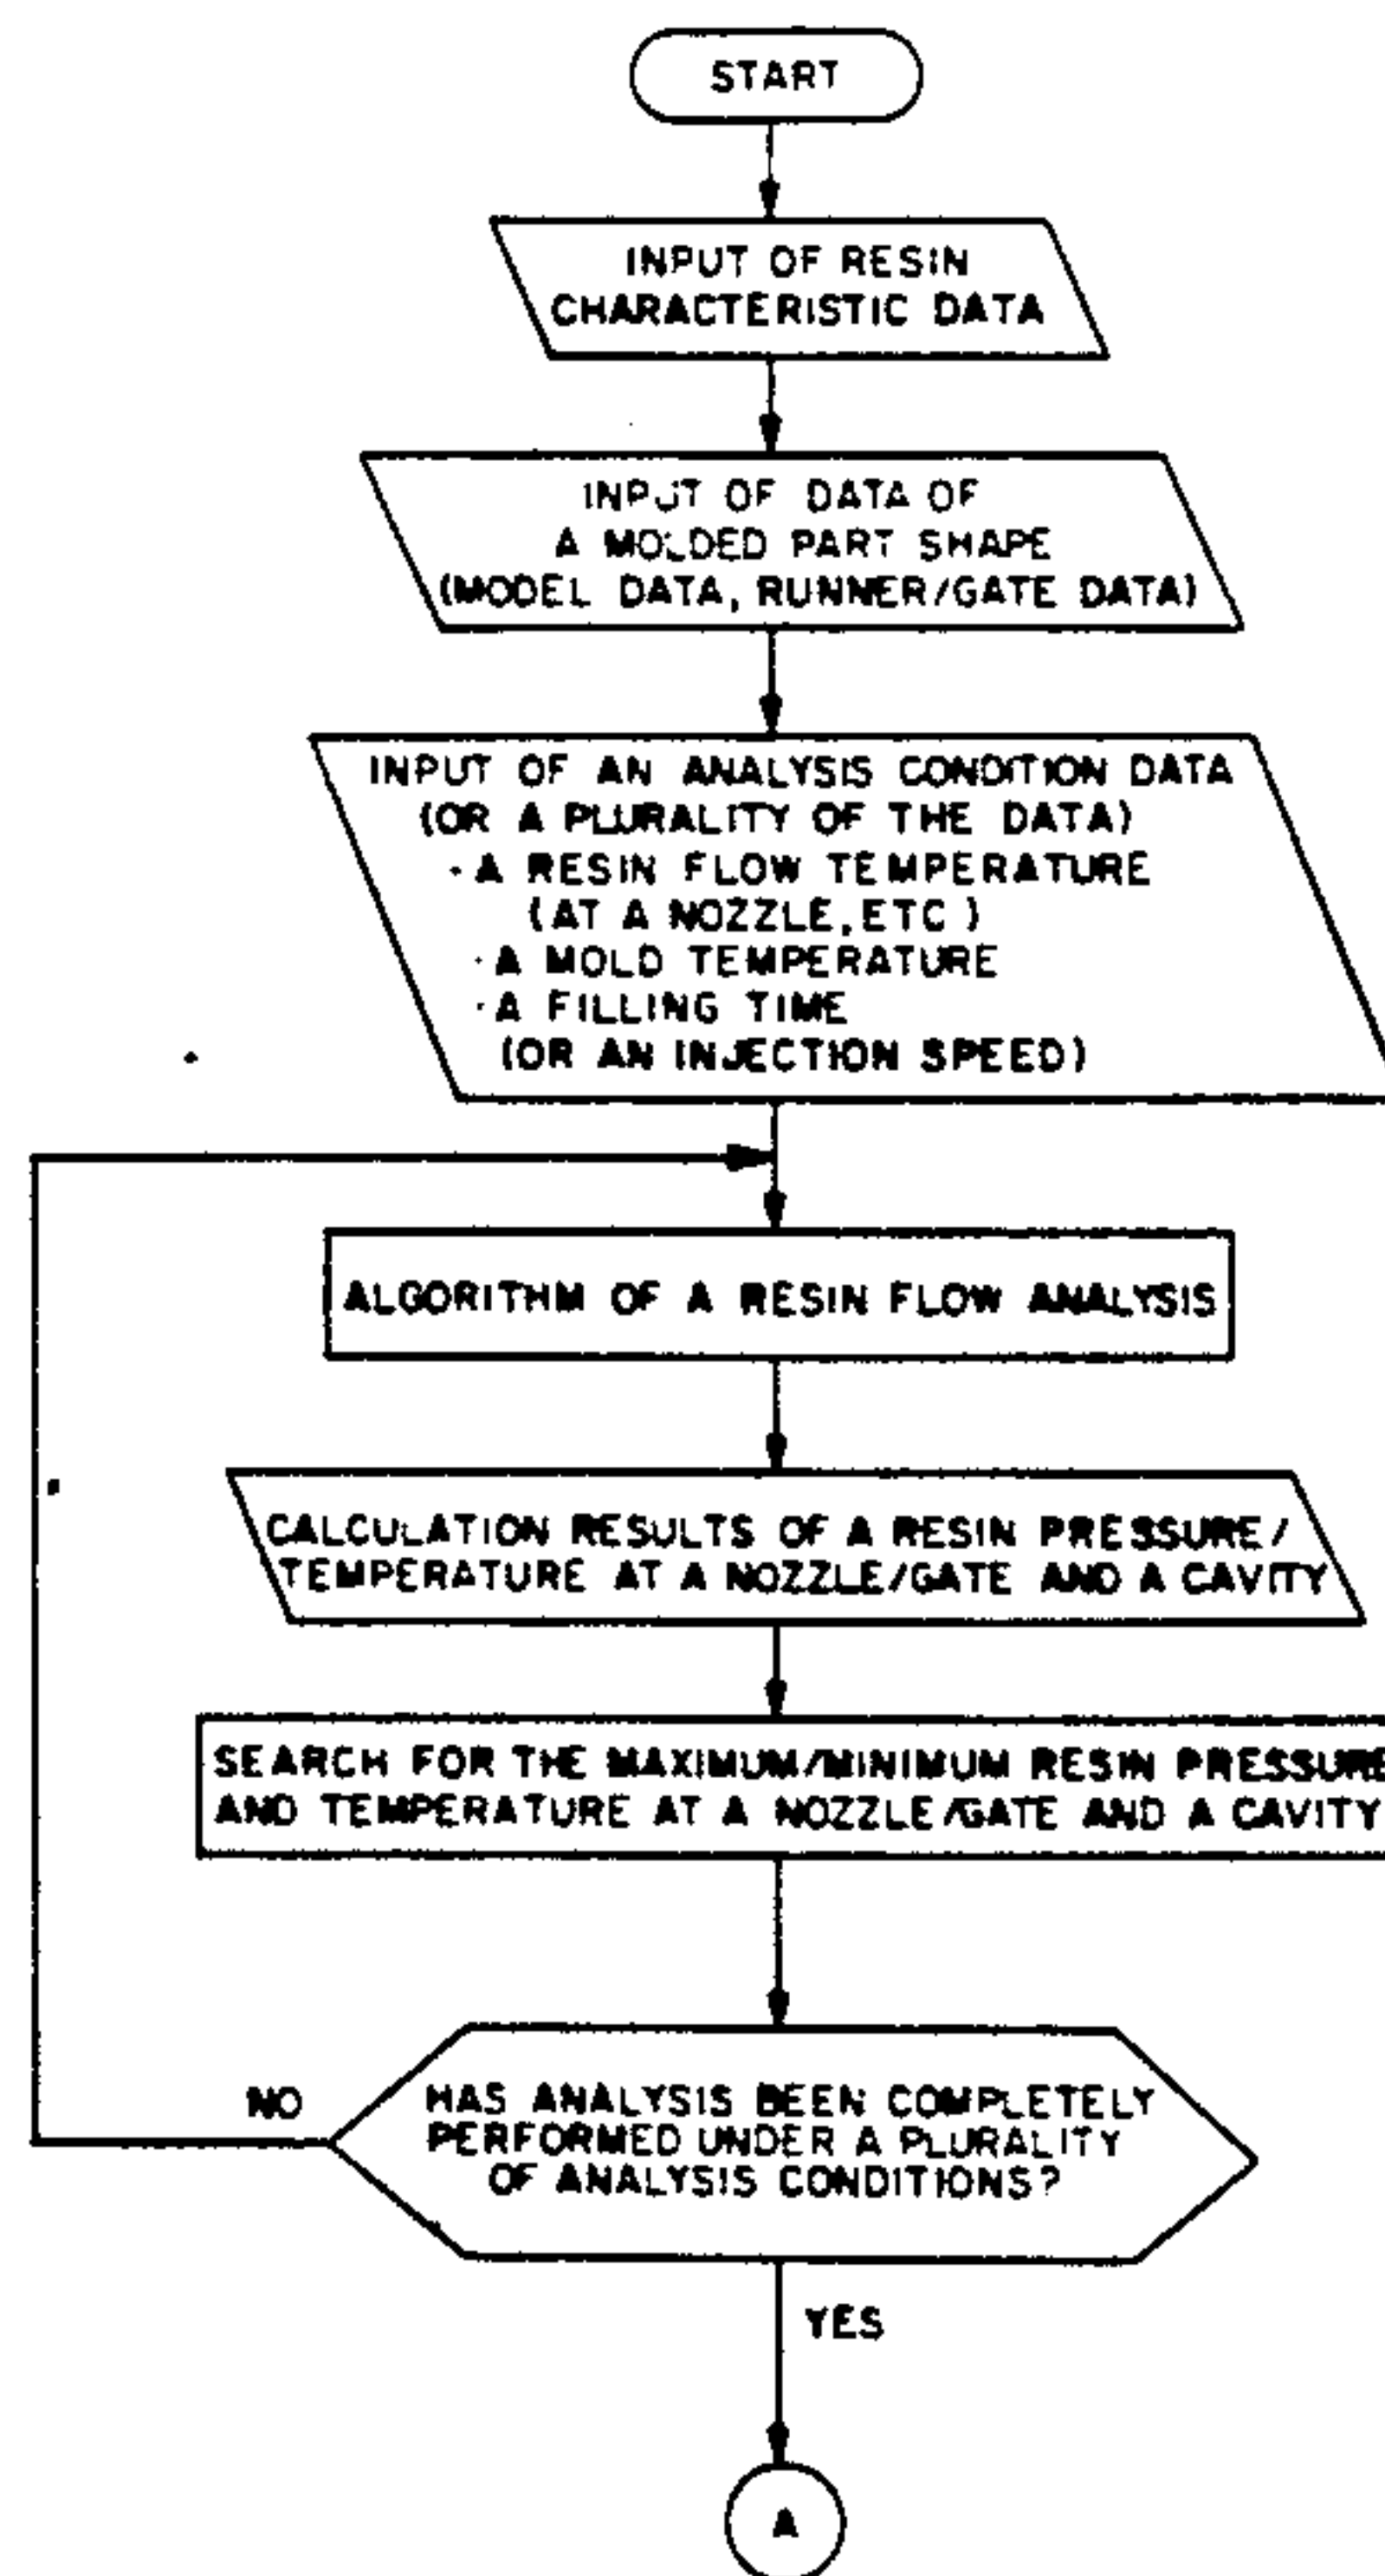 START
INPUT OF RESIN
CHARACTERISTIC DATA
INPUT OF DATA OF
A MOLDED PART SHAPE
(MODEL DATA, RUNNER/GATE DATA)
INPUT OF AN ANALYSIS CONDITION DATA
(OR A PLURALITY OF THE DATA)
· A RESIN FLOW TEMPERATURE
(AT A NOZZLE, ETC )
· A MOLD TEMPERATURE
· A FILLING TIME
(OR AN INJECTION SPEED)
ALGORITHM OF A RESIN FLOW ANALYSIS
CALCULATION RESULTS OF A RESIN PRESSURE/
TEMPERATURE AT A NOZZLE/GATE AND A CAVITY
SEARCH FOR THE MAXIMUM/MINIMUM RESIN PRESSURE
AND TEMPERATURE AT A NOZZLE/GATE AND A CAVITY
NO
HAS ANALYSIS BEEN COMPLETELY
PERFORMED UNDER A PLURALITY
OF ANALYSIS CONDITIONS?
YES
A